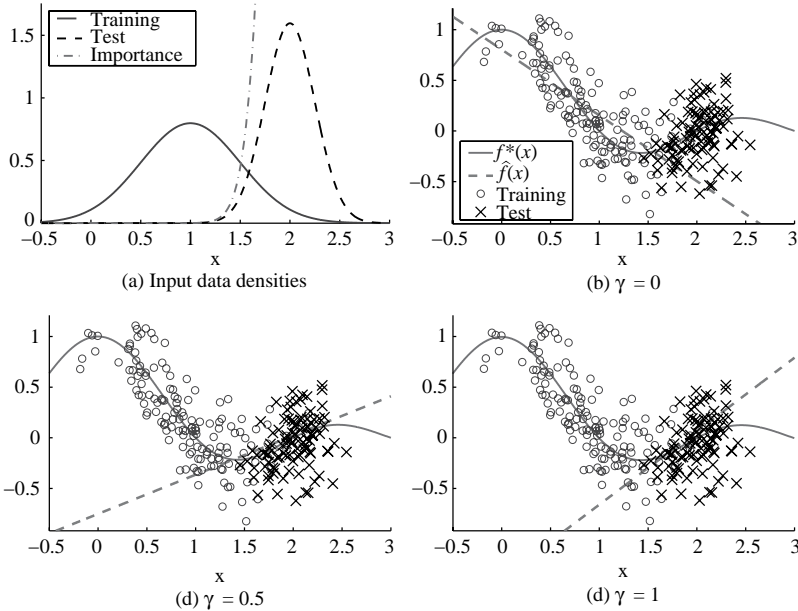 Training
Test
Importance
1.5
1
0.5
0
−0.5 0 0.5 1 1.5 2 2.5 3
x
(a) Input data densities
1
0.5
0
−0.5
f*(x)
f̂(x)
Training
Test
−0.5 0 0.5 1 1.5 2 2.5 3
x
(b) γ = 0
1
0.5
0
−0.5
−0.5 0 0.5 1 1.5 2 2.5 3
x
(d) γ = 0.5
1
0.5
0
−0.5
−0.5 0 0.5 1 1.5 2 2.5 3
x
(d) γ = 1